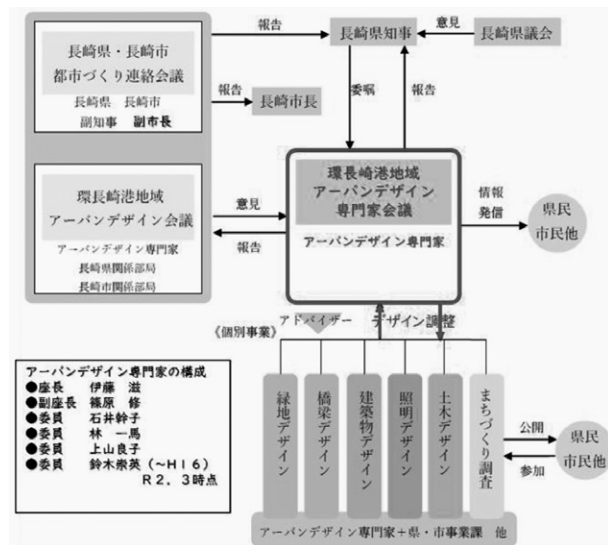 報告
長崎県知事
意見
長崎県議会
長崎県・長崎市
都市づくり連絡会議
長崎県　長崎市
副知事　副市長
報告
長崎市長
委嘱
報告
環長崎港地域
アーバンデザイン会議
アーバンデザイン専門家
長崎県関係部局
長崎市関係部局
意見
報告
環長崎港地域
アーバンデザイン
専門家会議
アーバンデザイン専門家
情報
発信
県民
市民他
《個別事業》
アドバイザー
デザイン調整
アーバンデザイン専門家の構成
●座長　伊藤　滋
●副座長　篠原　修
●委員　石井幹子
●委員　林　一馬
●委員　上山良子
●委員　鈴木崇英（～H16）
R2．3時点
緑地デザイン
橋梁デザイン
建築物デザイン
照明デザイン
土木デザイン
まちづくり調査
公開
参加
県民
市民他
アーバンデザイン専門家＋県・市事業課　他